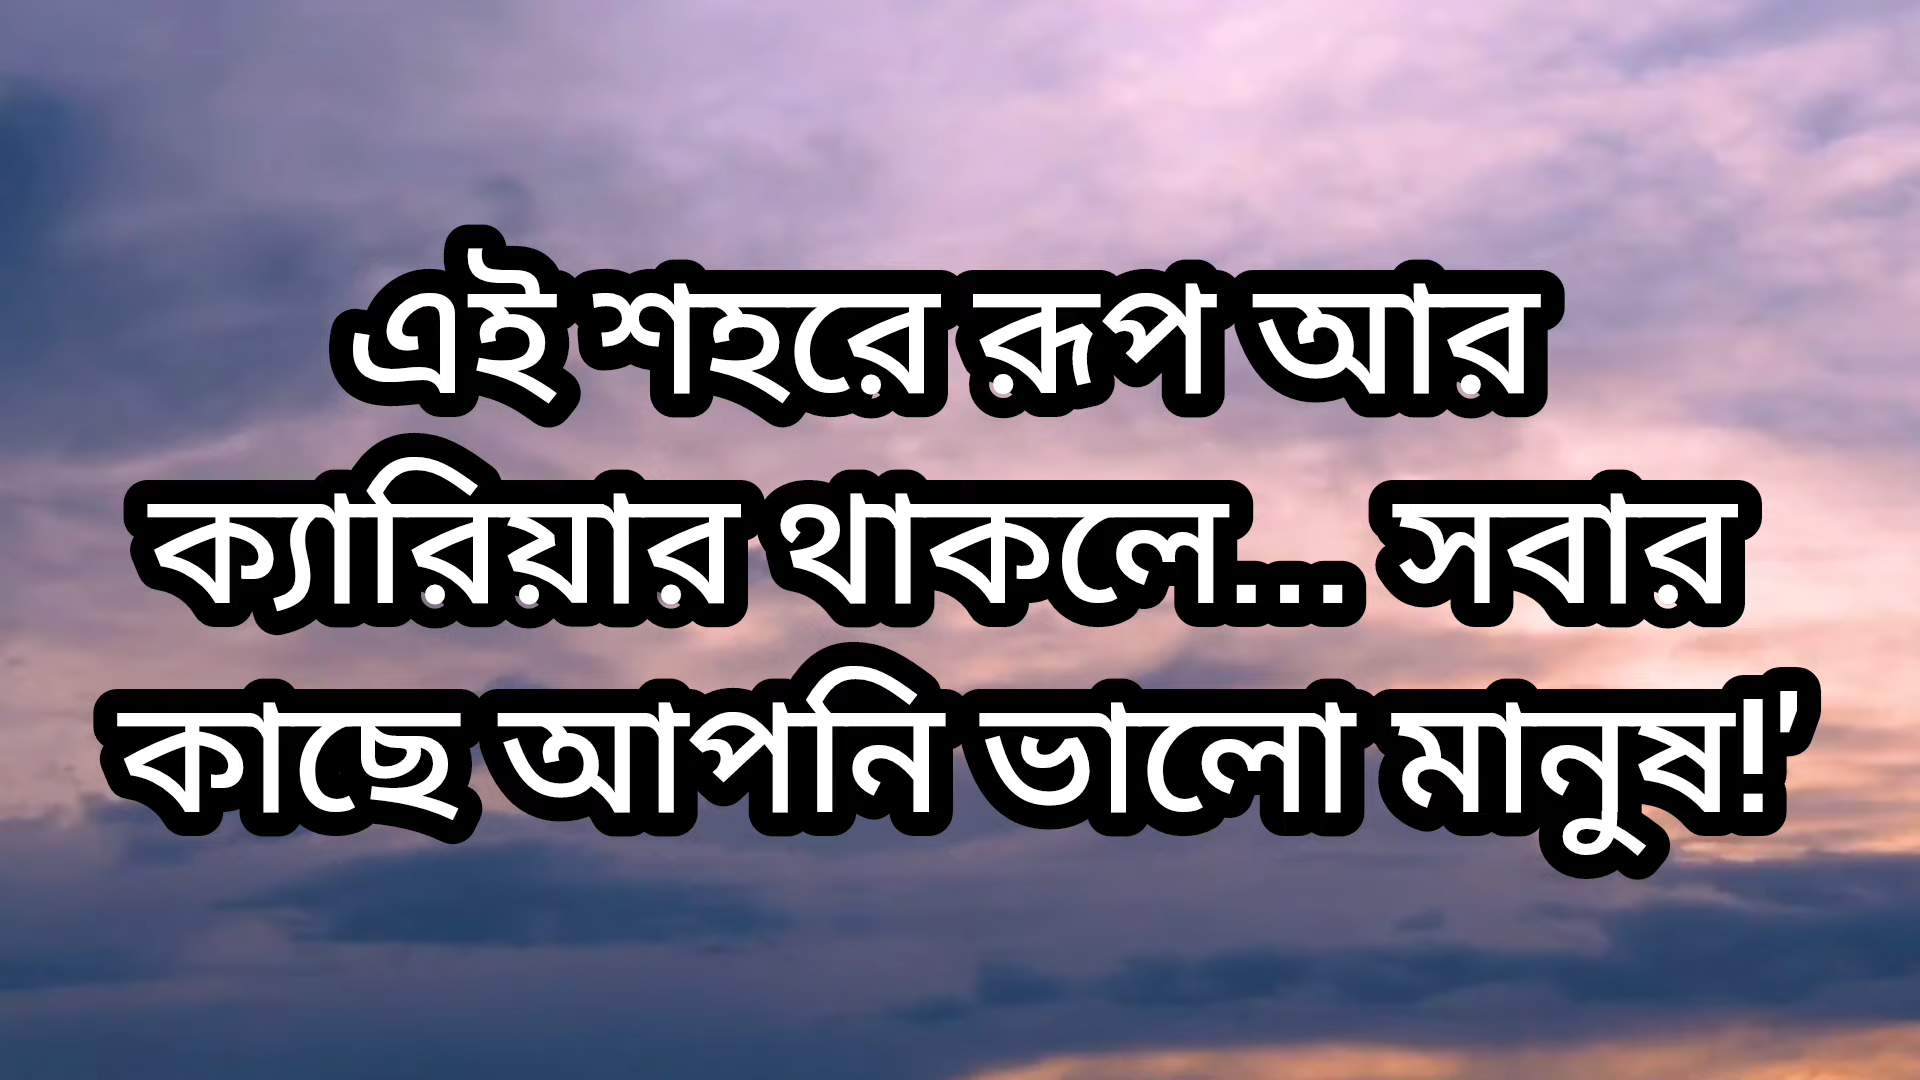 এই শহরে রূপ আর
ক্যারিয়ার থাকলে... সবার
কাছে আপনি ভালো মানুষ!'